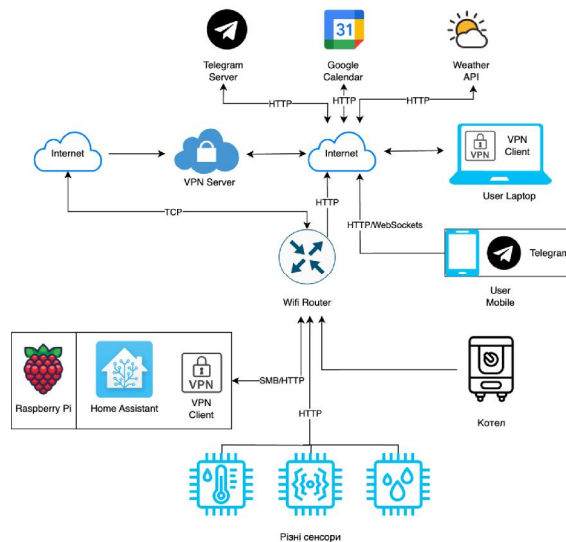 31
Telegram
Server
Google
Calendar
Weather
API
HTTP
HTTP
HTTP
Internet
VPN Server
Internet
VPN
VPN
Client
User Laptop
TCP
HTTP
HTTP/WebSockets
Telegram
User
Mobile
Wifi Router
Raspberry Pi
Home Assistant
VPN
VPN
Client
SMB/HTTP
HTTP
Котел
Різні сенсори